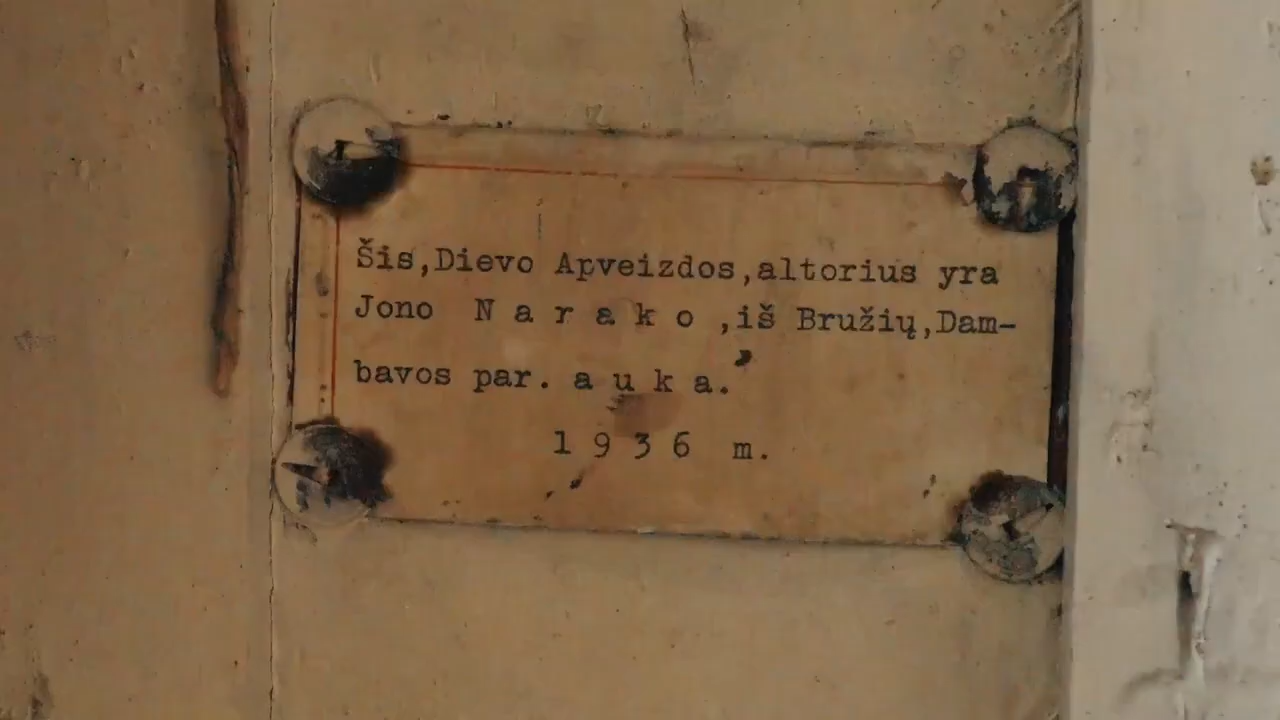 Šis,Dievo Apveizdos,altorius yra
Jono N a r a k o ,iš Bružių,Dam-
bavos par. a u k a.
1 9 3 6 m.